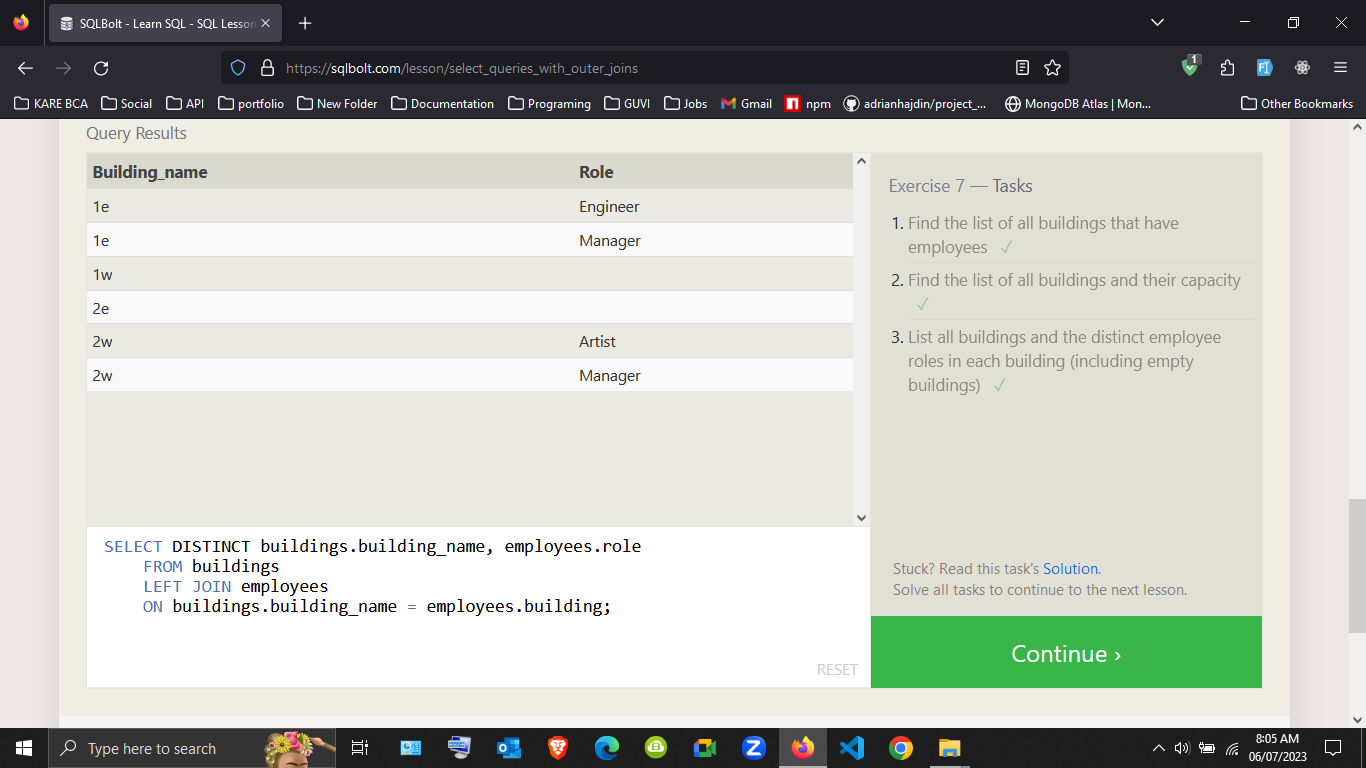 SQLBolt - Learn SQL - SQL Lesson
https://sqlbolt.com/lesson/select_queries_with_outer_joins
1
KARE BCA
Social
API
portfolio
New Folder
Documentation
Programing
GUVI
Jobs
Gmail
npm
adrianhajdin/project_...
MongoDB Atlas | Mon...
Other Bookmarks
Query Results
Building_name Role
1e Engineer
1e Manager
1w
2e
2w Artist
2w Manager
Exercise 7 — Tasks
1. Find the list of all buildings that have
employees ✓
2. Find the list of all buildings and their capacity
✓
3. List all buildings and the distinct employee
roles in each building (including empty
buildings) ✓
Stuck? Read this task's Solution.
Solve all tasks to continue to the next lesson.
Continue ›
SELECT DISTINCT buildings.building_name, employees.role
FROM buildings
LEFT JOIN employees
ON buildings.building_name = employees.building;
RESET
Type here to search
8:05 AM
06/07/2023